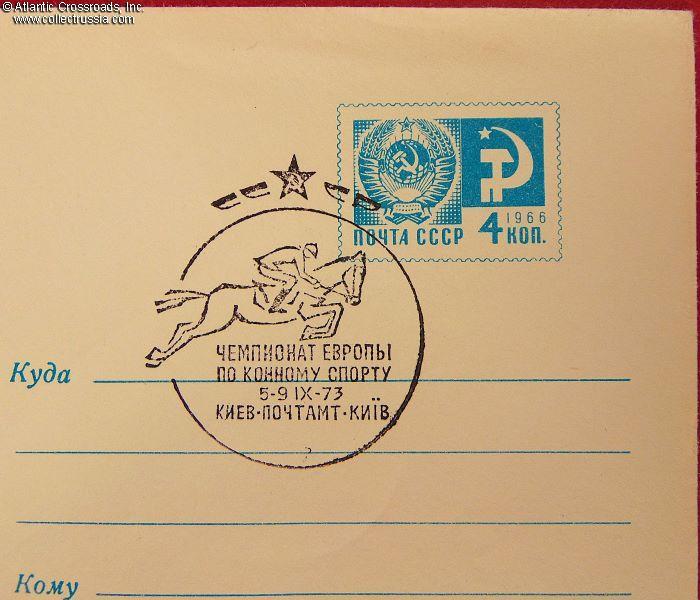 © Atlantic Crossroads, Inc.
www.collectrussia.com
1966
ПОЧТА СССР 4 КОП.
ЧЕМПИОНАТ ЕВРОПЫ
ПО КОННОМУ СПОРТУ
5-9 IX-73
КИЕВ·ПОЧТАМТ·КИЇВ
Куда
Кому